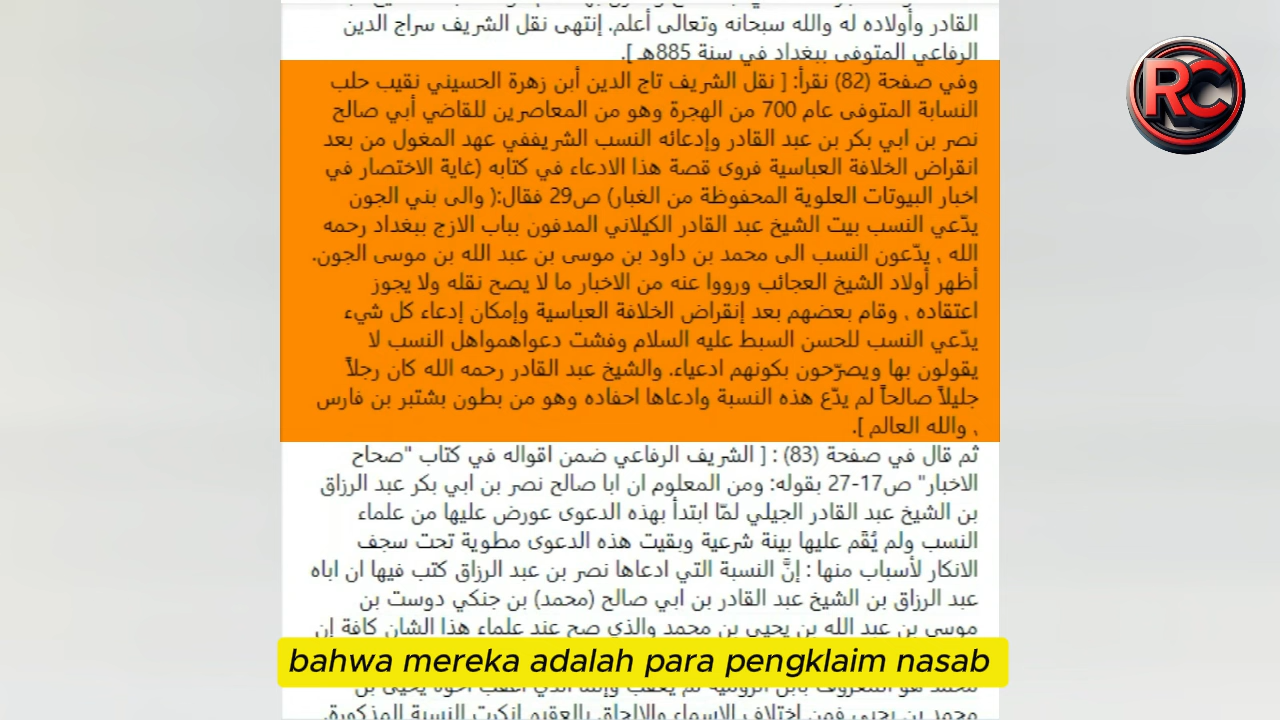 القادر وأولاده له والله سبحانه وتعالى أعلم. إنتهى نقل الشريف سراج الدين
الرفاعي المتوفى ببغداد في سنة 885هـ ].
وفي صفحة (82) نقرأ: [ نقل الشريف تاج الدين أبن زهرة الحسيني نقيب حلب
النسابة المتوفى عام 700 من الهجرة وهو من المعاصرين للقاضي أبي صالح
نصر بن ابي بكر بن عبد القادر وإدعائه النسب الشريففي عهد المغول من بعد
انقراض الخلافة العباسية فروى قصة هذا الادعاء في كتابه (غاية الاختصار في
اخبار البيوتات العلوية المحفوظة من الغبار) ص29 فقال:( والى بني الجون
يدّعي النسب بيت الشيخ عبد القادر الكيلاني المدفون بباب الازج ببغداد رحمه
الله , يدّعون النسب الى محمد بن داود بن موسى بن عبد الله بن موسى الجون.
أظهر أولاد الشيخ العجائب ورووا عنه من الاخبار ما لا يصح نقله ولا يجوز
اعتقاده , وقام بعضهم بعد إنقراض الخلافة العباسية وإمكان إدعاء كل شيء
يدّعي النسب للحسن السبط عليه السلام وفشت دعواهمواهل النسب لا
يقولون بها ويصرّحون بكونهم ادعياء. والشيخ عبد القادر رحمه الله كان رجلاً
جليلاً صالحاً لم يدّع هذه النسبة وادعاها احفاده وهو من بطون بشتبر بن فارس
, والله العالم ].
ثم قال في صفحة (83) : [ الشريف الرفاعي ضمن اقواله في كتاب "صحاح
الاخبار" ص17-27 بقوله: ومن المعلوم ان ابا صالح نصر بن ابي بكر عبد الرزاق
بن الشيخ عبد القادر الجيلي لمّا ابتدأ بهذه الدعوى عورض عليها من علماء
النسب ولم يُقَم عليها بينة شرعية وبقيت هذه الدعوى مطوية تحت سجف
الانكار لأسباب منها : إنَّ النسبة التي ادعاها نصر بن عبد الرزاق كتب فيها ان اباه
عبد الرزاق بن الشيخ عبد القادر بن ابي صالح (محمد) بن جنكي دوست بن
موسى بن عبد الله بن يحيى بن محمد والذي صح عند علماء هذا الشان كافة إن
bahwa mereka adalah para pengklaim nasab
محمد بن يحيى فمن اختلاف الاسماء والالحاق بالعقيم انكرت النسبة المذكورة.
RC